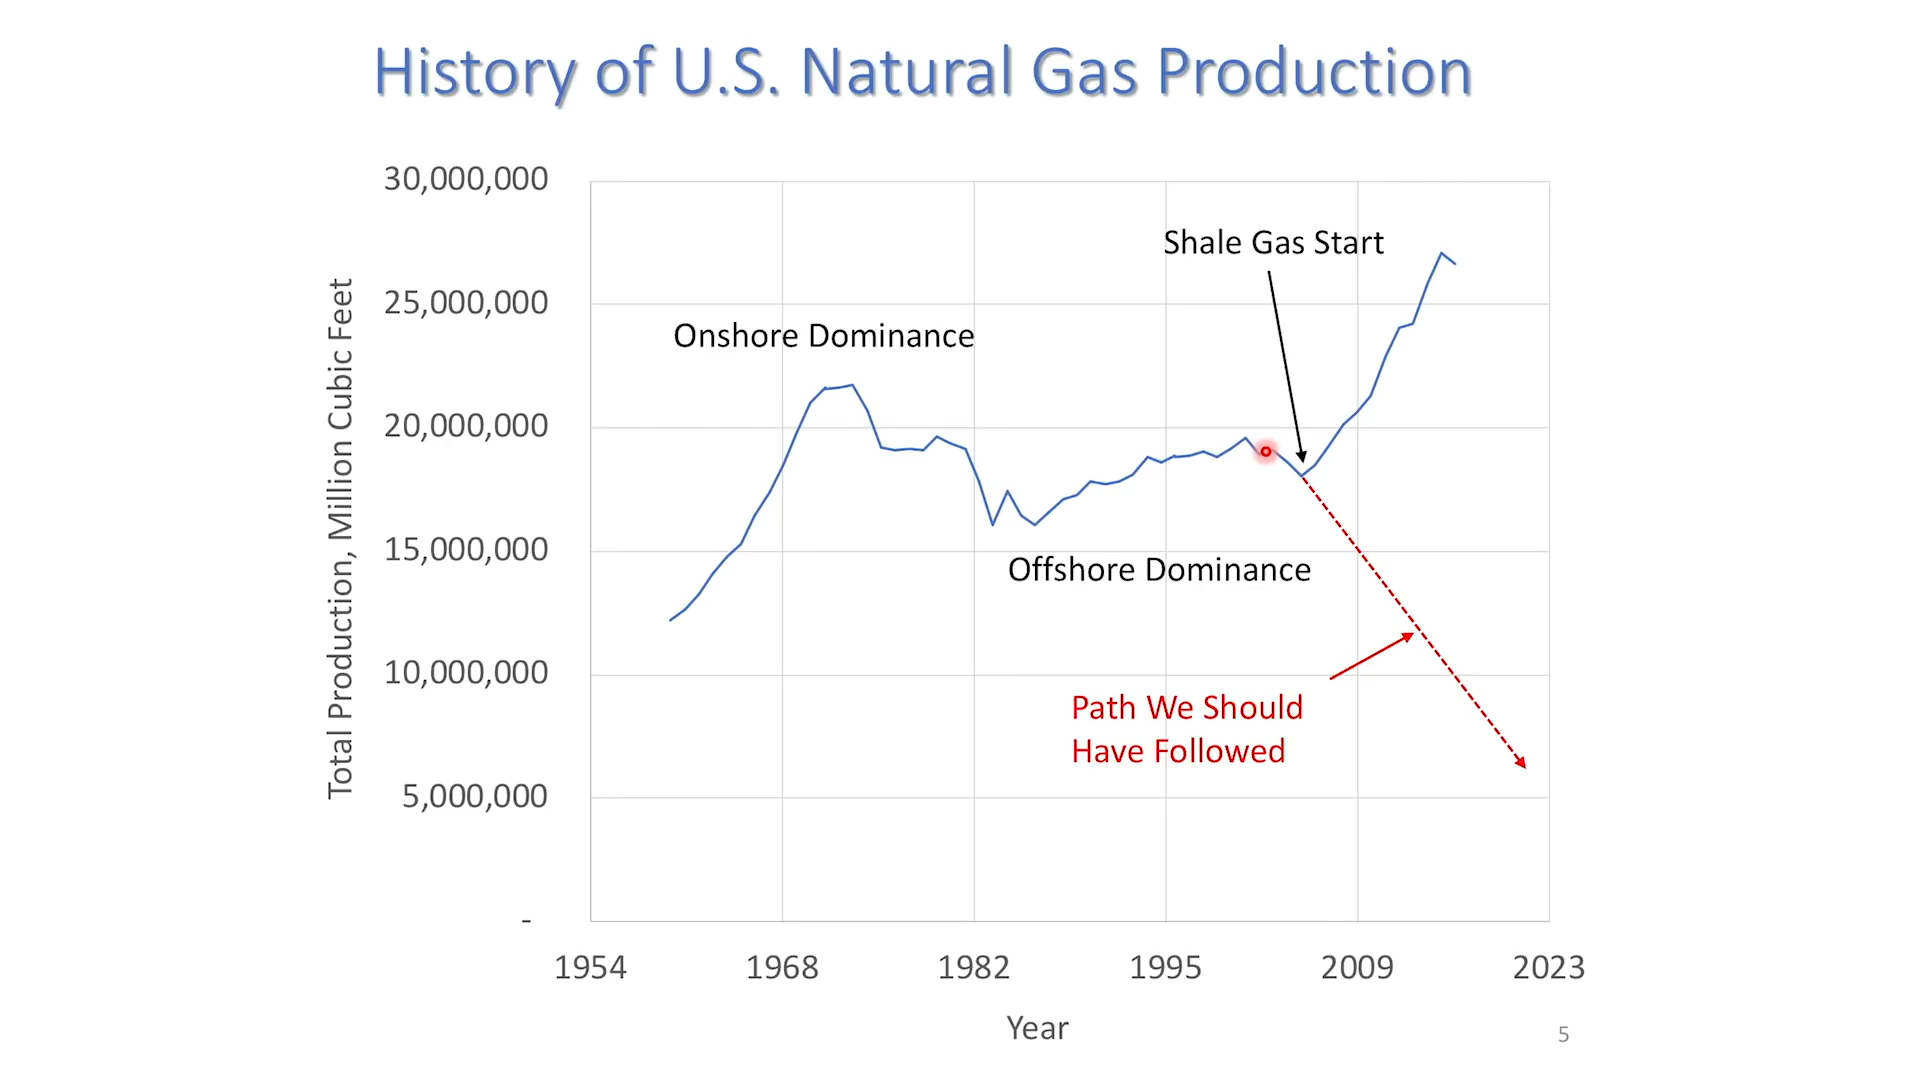 History of U.S. Natural Gas Production
30,000,000
25,000,000
20,000,000
15,000,000
10,000,000
5,000,000
-
Total Production, Million Cubic Feet
Shale Gas Start
Onshore Dominance
Offshore Dominance
Path We Should
Have Followed
1954
1968
1982
1995
2009
2023
Year
5